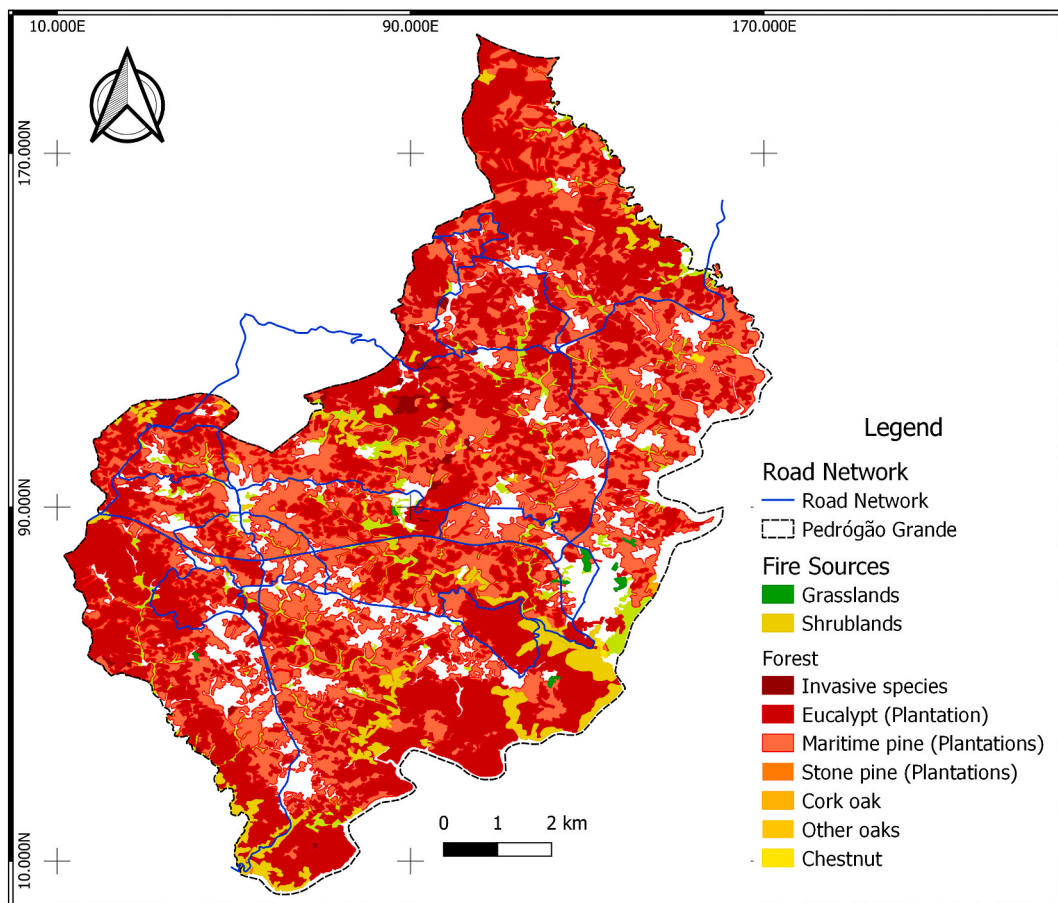 10.000E 90.000E 170.000E
170.000N
90.000N
10.000N
Legend
Road Network
Road Network
Pedrógão Grande
Fire Sources
Grasslands
Shrublands
Forest
Invasive species
Eucalypt (Plantation)
Maritime pine (Plantations)
Stone pine (Plantations)
Cork oak
Other oaks
Chestnut
0 1 2 km